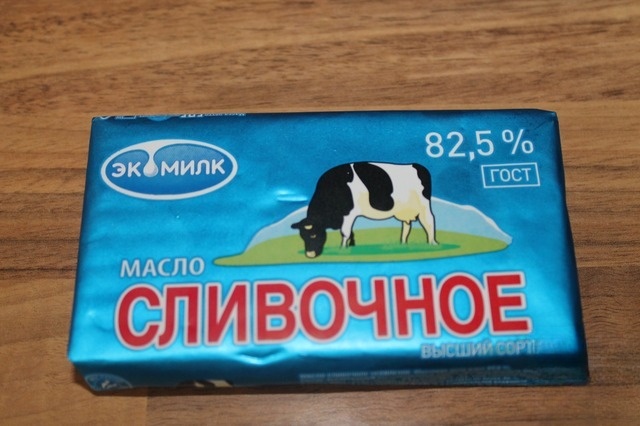 ЭКОМИЛК
82,5 %
ГОСТ
МАСЛО
СЛИВОЧНОЕ
ВЫСШИЙ СОРТ